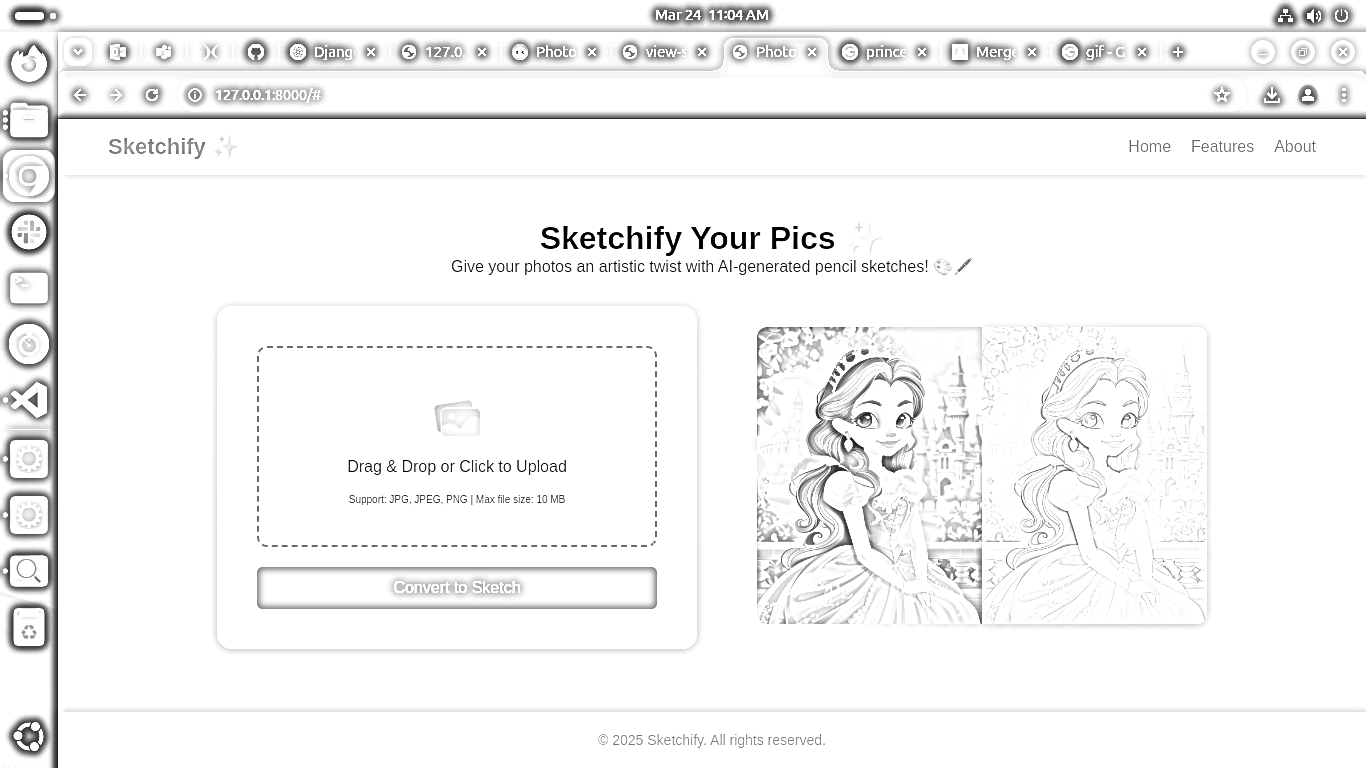 Mar 24 11:04 AM
Djang 127.0. Photo view-s Photo prince Merge gif - G
127.0.0.1:8000/#
Sketchify ✨ Home Features About
Sketchify Your Pics ✨
Give your photos an artistic twist with AI-generated pencil sketches! 🎨🖌️
Drag & Drop or Click to Upload
Support: JPG, JPEG, PNG | Max file size: 10 MB
Convert to Sketch
© 2025 Sketchify. All rights reserved.